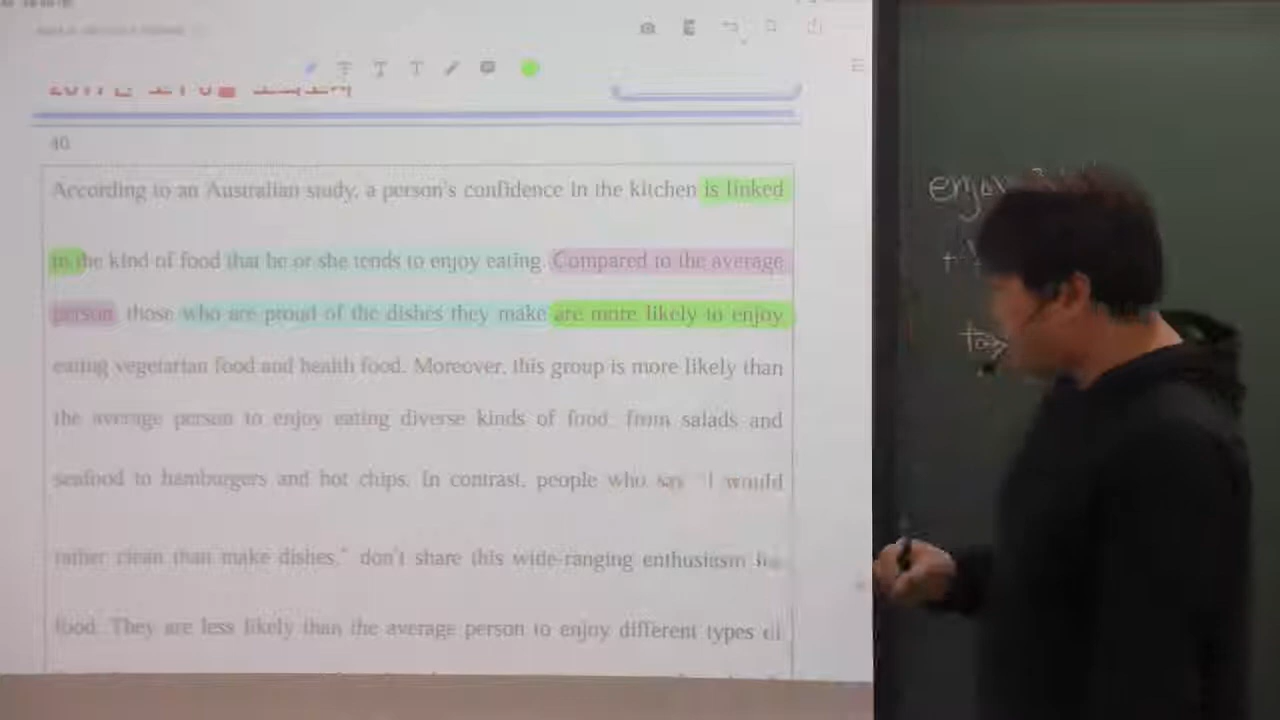 40
According to an Australian study, a person's confidence in the kitchen is linked
to the kind of food that he or she tends to enjoy eating. Compared to the average
person, those who are proud of the dishes they make are more likely to enjoy
eating vegetarian food and health food. Moreover, this group is more likely than
the average person to enjoy eating diverse kinds of food, from salads and
seafood to hamburgers and hot chips. In contrast, people who say "I would
rather clean than make dishes." don't share this wide-ranging enthusiasm for
food. They are less likely than the average person to enjoy different types of
enjoy
to